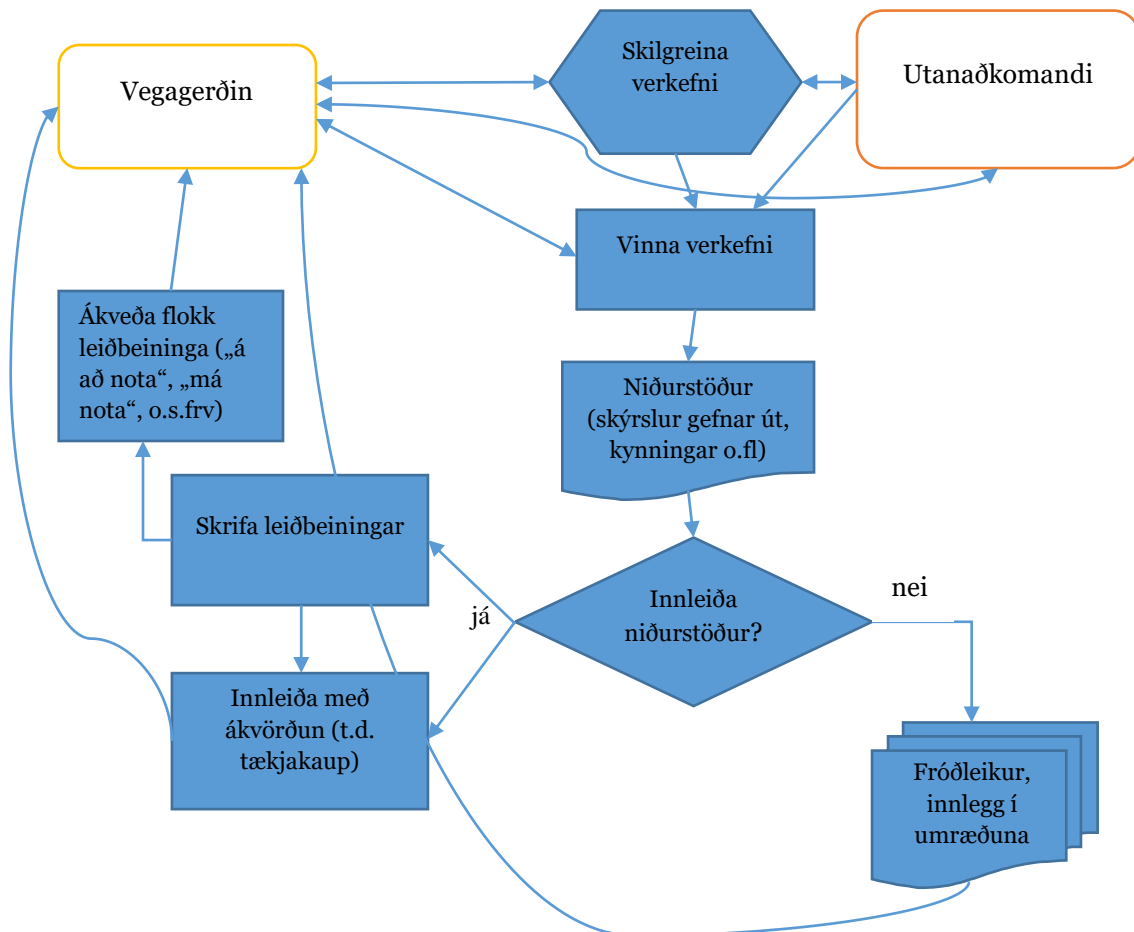 Skilgreina
verkefni
Vegagerðin
Utanaðkomandi
Vinna verkefni
Ákveða flokk
leiðbeininga („á
að nota“, „má
nota“, o.s.frv)
Niðurstöður
(skýrslur gefnar út,
kynningar o.fl)
Skrifa leiðbeiningar
já
Innleiða
niðurstöður?
nei
Innleiða með
ákvörðun (t.d.
tækjakaup)
Fróðleikur,
innlegg í
umræðuna